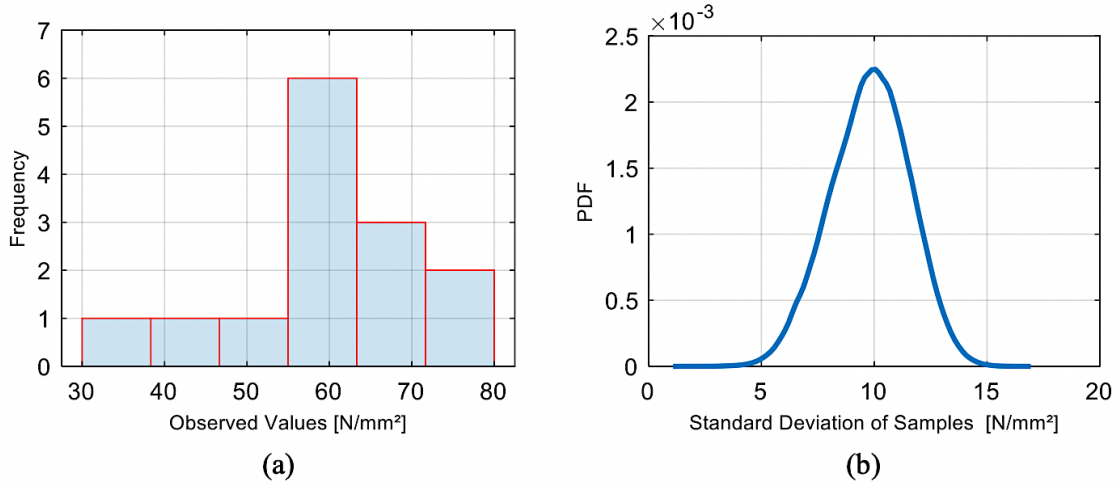 7
6
5
4
3
2
1
0
Frequency
30 40 50 60 70 80
Observed Values [N/mm²]
(a)
×10⁻³
2.5
2
1.5
1
0.5
0
PDF
0 5 10 15 20
Standard Deviation of Samples [N/mm²]
(b)